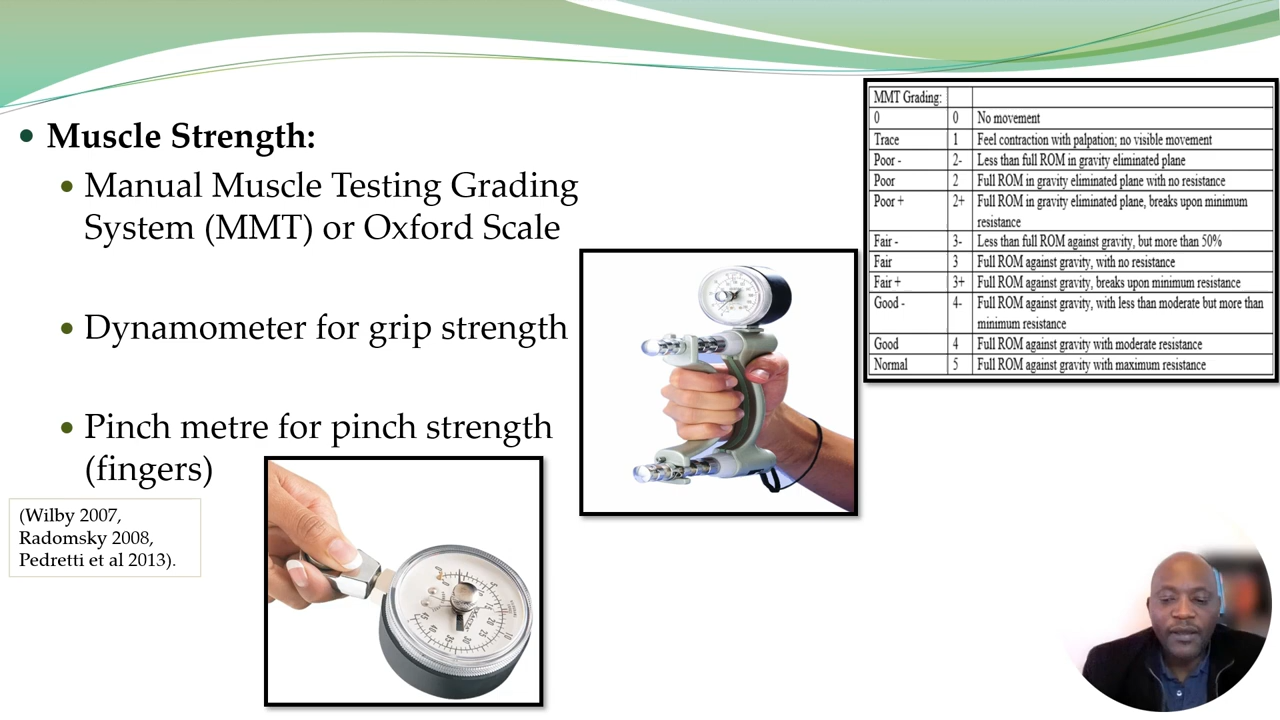 Muscle Strength:
Manual Muscle Testing Grading
System (MMT) or Oxford Scale
Dynamometer for grip strength
Pinch metre for pinch strength
(fingers)
(Wilby 2007,
Radomsky 2008,
Pedretti et al 2013).
MMT Grading:
0 0 No movement
Trace 1 Feel contraction with palpation; no visible movement
Poor - 2- Less than full ROM in gravity eliminated plane
Poor 2 Full ROM in gravity eliminated plane with no resistance
Poor + 2+ Full ROM in gravity eliminated plane, breaks upon minimum
resistance
Fair - 3- Less than full ROM against gravity, but more than 50%
Fair 3 Full ROM against gravity, with no resistance
Fair + 3+ Full ROM against gravity, breaks upon minimum resistance
Good - 4- Full ROM against gravity, with less than moderate but more than
minimum resistance
Good 4 Full ROM against gravity with moderate resistance
Normal 5 Full ROM against gravity with maximum resistance